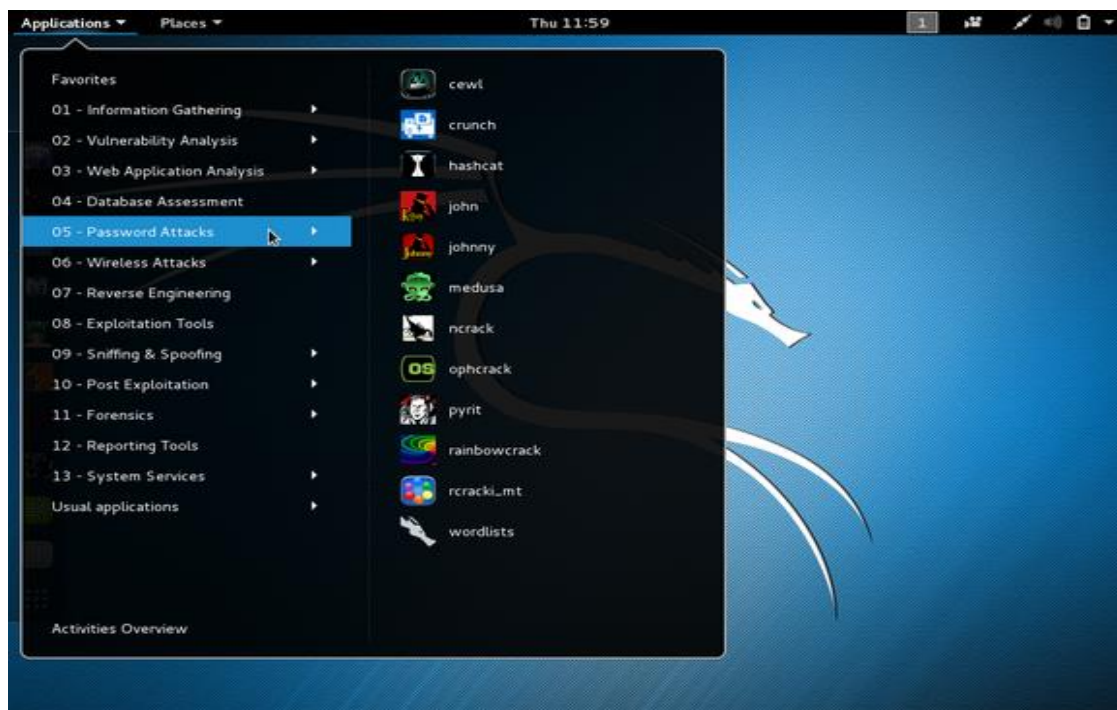 Applications Places Thu 11:59 1
Favorites
01 - Information Gathering
02 - Vulnerability Analysis
03 - Web Application Analysis
04 - Database Assessment
05 - Password Attacks
06 - Wireless Attacks
07 - Reverse Engineering
08 - Exploitation Tools
09 - Sniffing & Spoofing
10 - Post Exploitation
11 - Forensics
12 - Reporting Tools
13 - System Services
Usual applications
Activities Overview
cewl
crunch
hashcat
john
johnny
medusa
ncrack
OS ophcrack
pyrit
rainbowcrack
rcracki_mt
wordlists